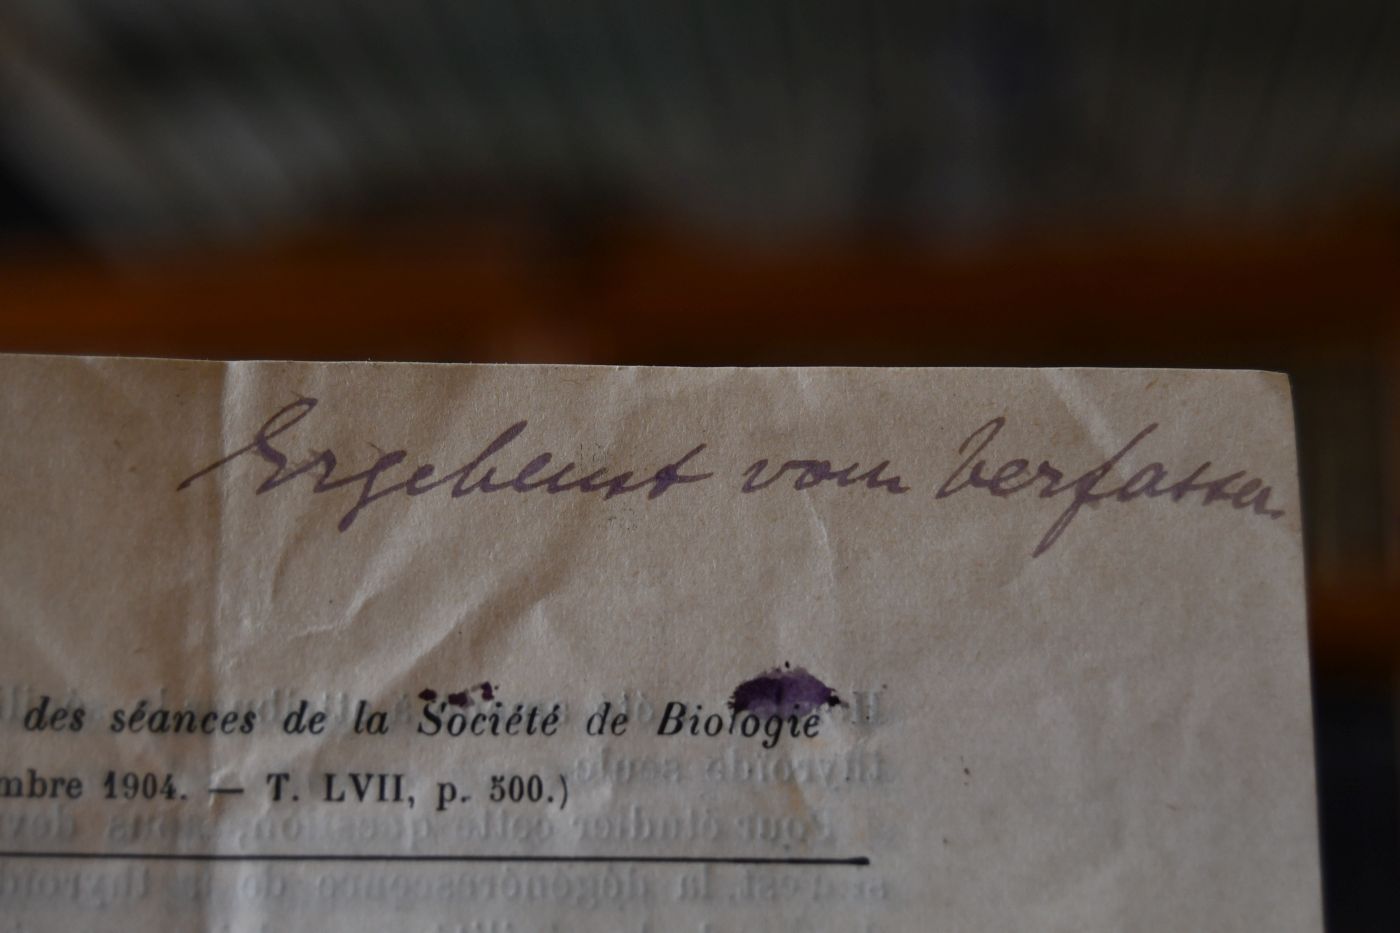 Ergebenst vom Verfasser
des séances de la Société de Biologie
mbre 1904. — T. LVII, p. 500.)